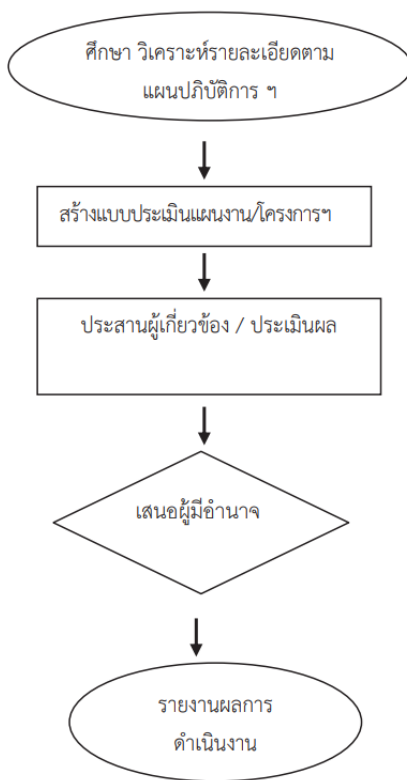 ศึกษา วิเคราะห์รายละเอียดตาม
แผนปฏิบัติการ ฯ
สร้างแบบประเมินแผนงาน/โครงการฯ
ประสานผู้เกี่ยวข้อง / ประเมินผล
เสนอผู้มีอำนาจ
รายงานผลการ
ดำเนินงาน